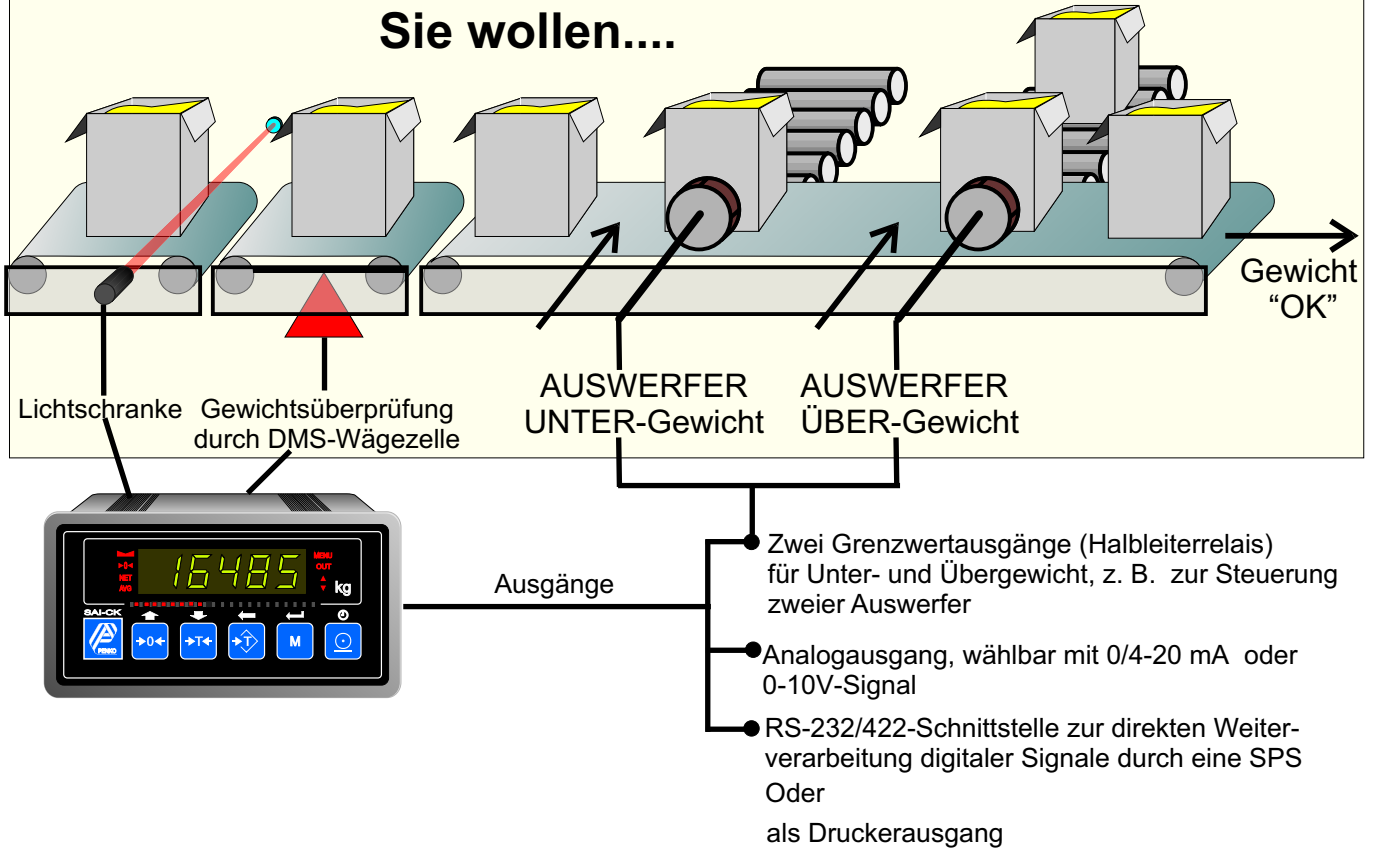 Sie wollen....
Gewicht
“OK”
AUSWERFER
UNTER-Gewicht
AUSWERFER
ÜBER-Gewicht
Lichtschranke
Gewichtsüberprüfung
durch DMS-Wägezelle
→0←
NET
AVG
16485
MENU
OUT
kg
SAI-CK
PENKO
→0←
→T←
→T
M
Ausgänge
Zwei Grenzwertausgänge (Halbleiterrelais)
für Unter- und Übergewicht, z. B. zur Steuerung
zweier Auswerfer
Analogausgang, wählbar mit 0/4-20 mA oder
0-10V-Signal
RS-232/422-Schnittstelle zur direkten Weiter-
verarbeitung digitaler Signale durch eine SPS
Oder
als Druckerausgang